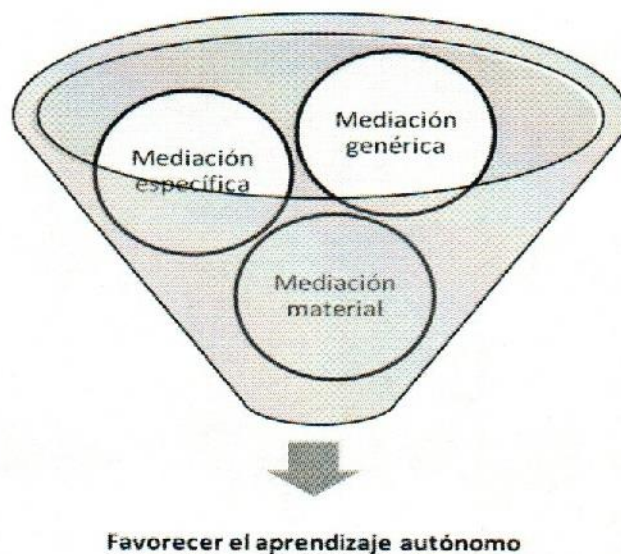 Mediación
genérica
Mediación
específica
Mediación
material
Favorecer el aprendizaje autónomo